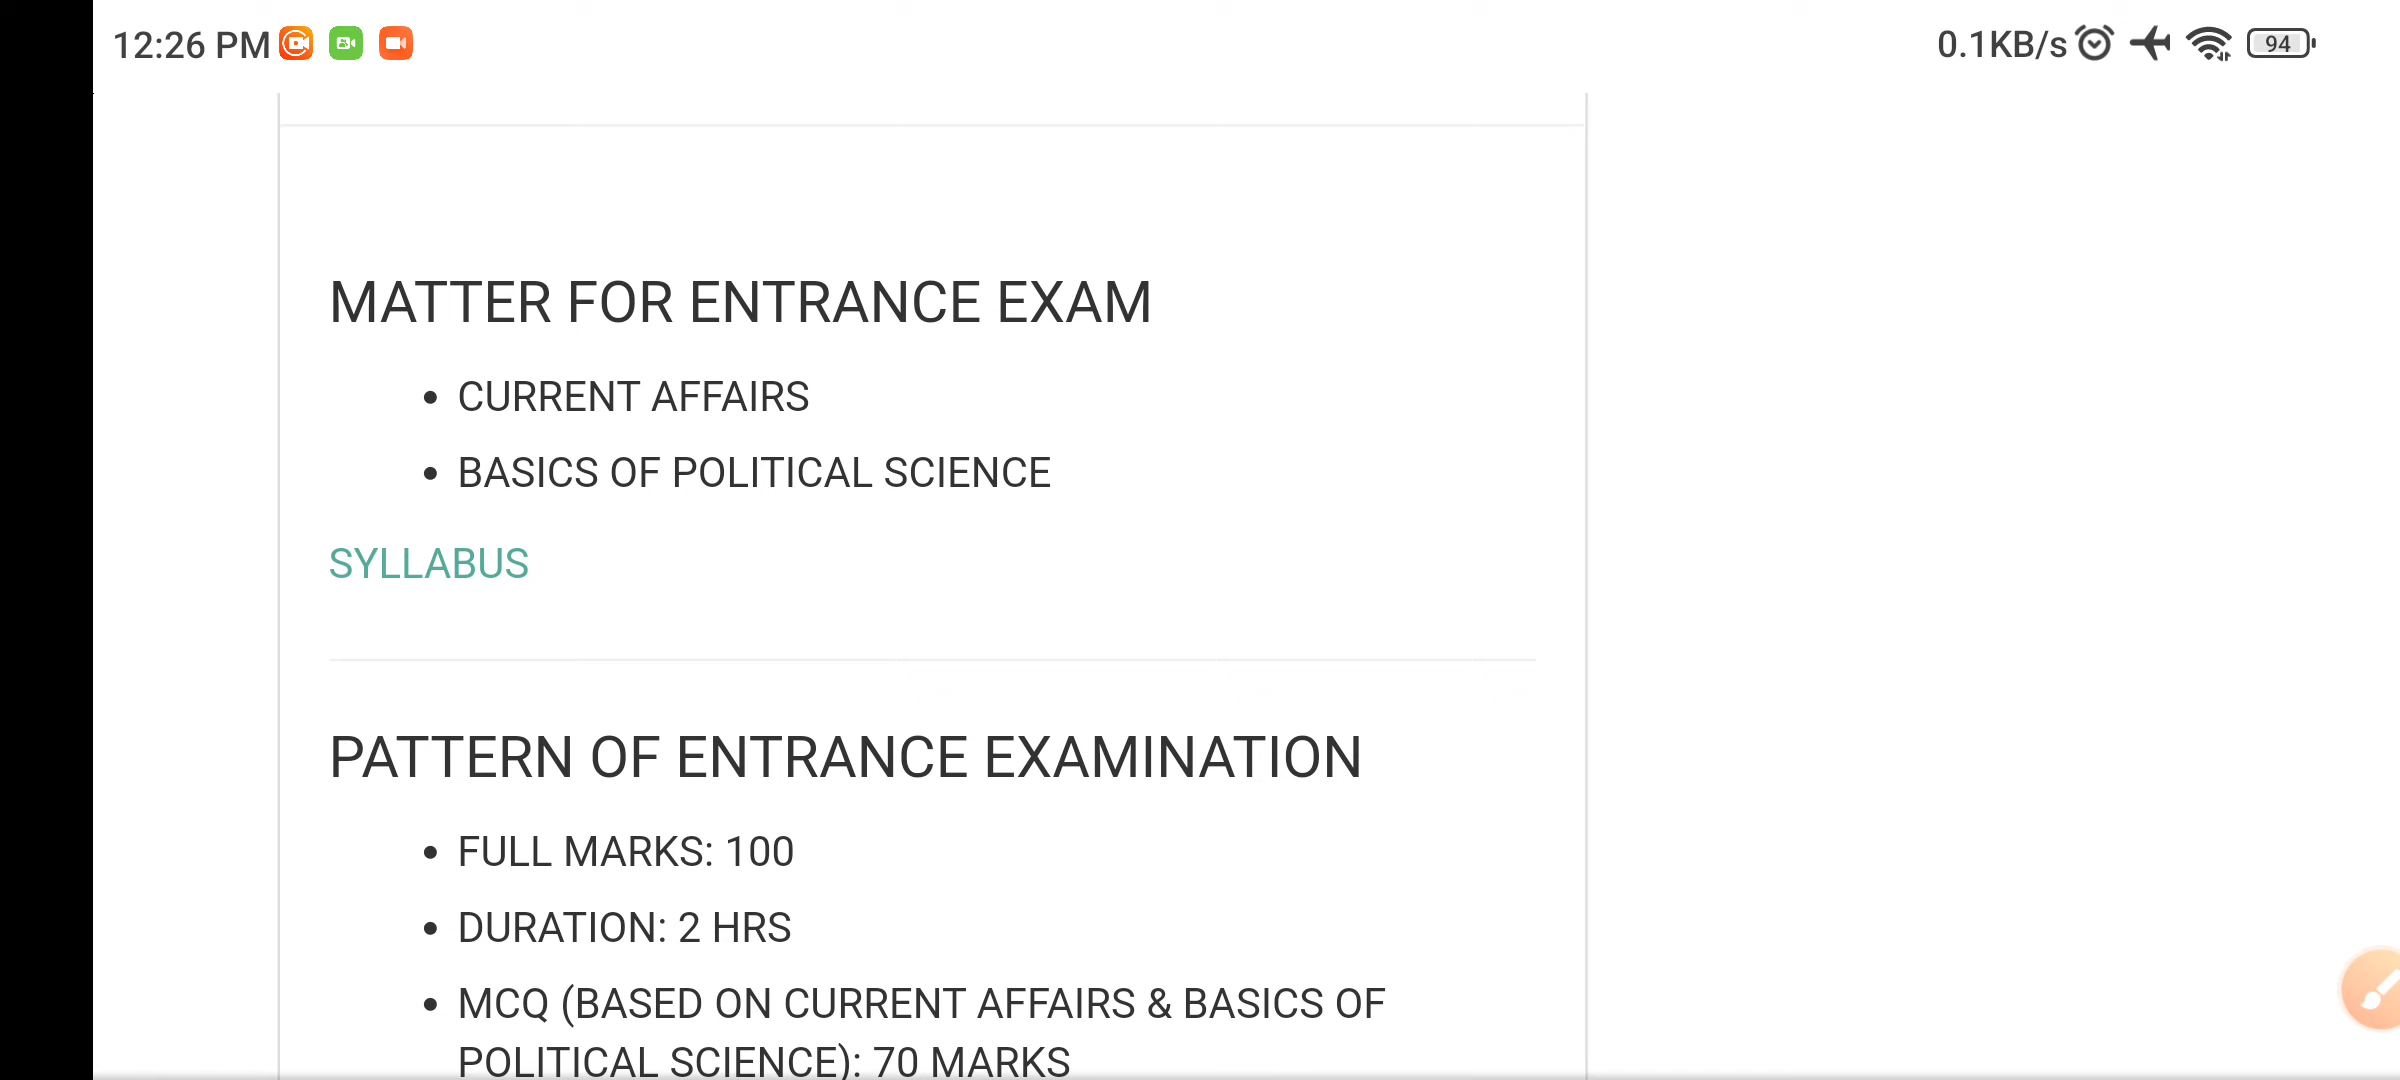 12:26 PM
0.1KB/s
94
MATTER FOR ENTRANCE EXAM
CURRENT AFFAIRS
BASICS OF POLITICAL SCIENCE
SYLLABUS
PATTERN OF ENTRANCE EXAMINATION
FULL MARKS: 100
DURATION: 2 HRS
MCQ (BASED ON CURRENT AFFAIRS & BASICS OF
POLITICAL SCIENCE): 70 MARKS